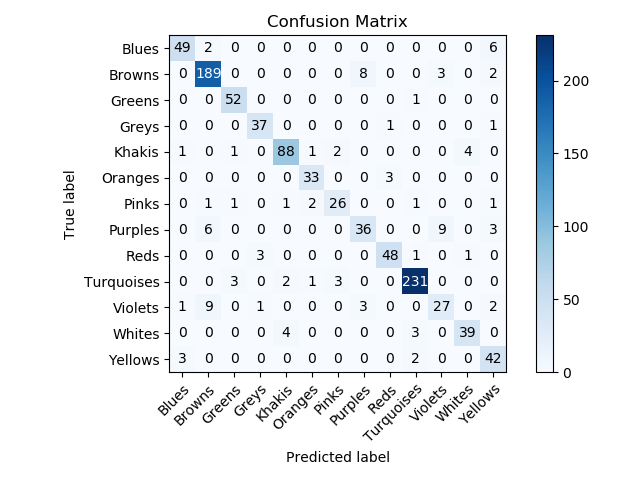 Confusion Matrix
Blues 49 2 0 0 0 0 0 0 0 0 0 0 6
Browns 0 189 0 0 0 0 0 8 0 0 3 0 2
Greens 0 0 52 0 0 0 0 0 0 1 0 0 0
Greys 0 0 0 37 0 0 0 0 1 0 0 0 1
Khakis 1 0 1 0 88 1 2 0 0 0 0 4 0
Oranges 0 0 0 0 0 33 0 0 3 0 0 0 0
Pinks 0 1 1 0 1 2 26 0 0 1 0 0 1
Purples 0 6 0 0 0 0 0 36 0 0 9 0 3
Reds 0 0 0 3 0 0 0 0 48 1 0 1 0
Turquoises 0 0 3 0 2 1 3 0 0 231 0 0 0
Violets 1 9 0 1 0 0 0 3 0 0 27 0 2
Whites 0 0 0 0 4 0 0 0 0 3 0 39 0
Yellows 3 0 0 0 0 0 0 0 0 2 0 0 42
Blues Browns Greens Greys Khakis Oranges Pinks Purples Reds Turquoises Violets Whites Yellows
Predicted label
True label
200
150
100
50
0